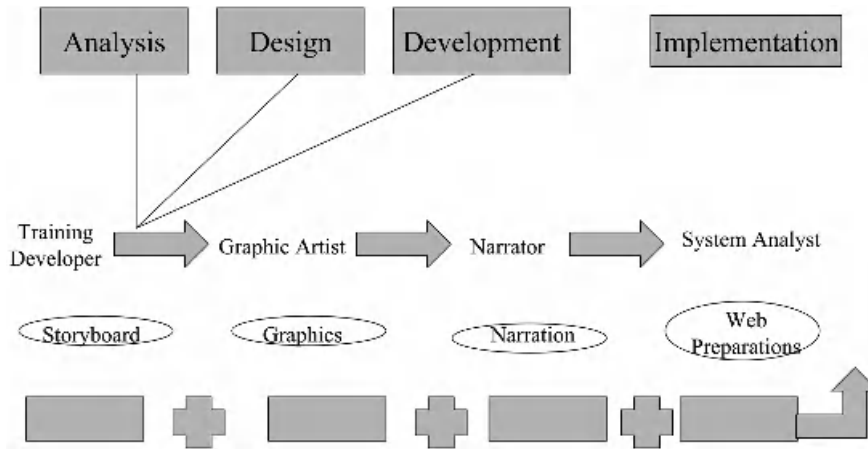 Analysis
Design
Development
Implementation
Training
Developer
Graphic Artist
Narrator
System Analyst
Storyboard
Graphics
Narration
Web
Preparations